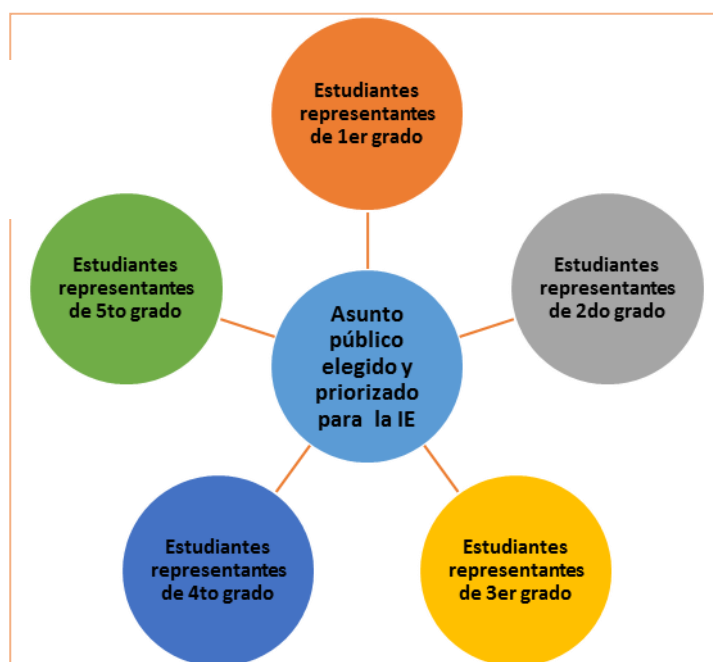 Estudiantes
representantes
de 1er grado
Estudiantes
representantes
de 5to grado
Estudiantes
representantes
de 2do grado
Asunto
público
elegido y
priorizado
para la IE
Estudiantes
representantes
de 4to grado
Estudiantes
representantes
de 3er grado